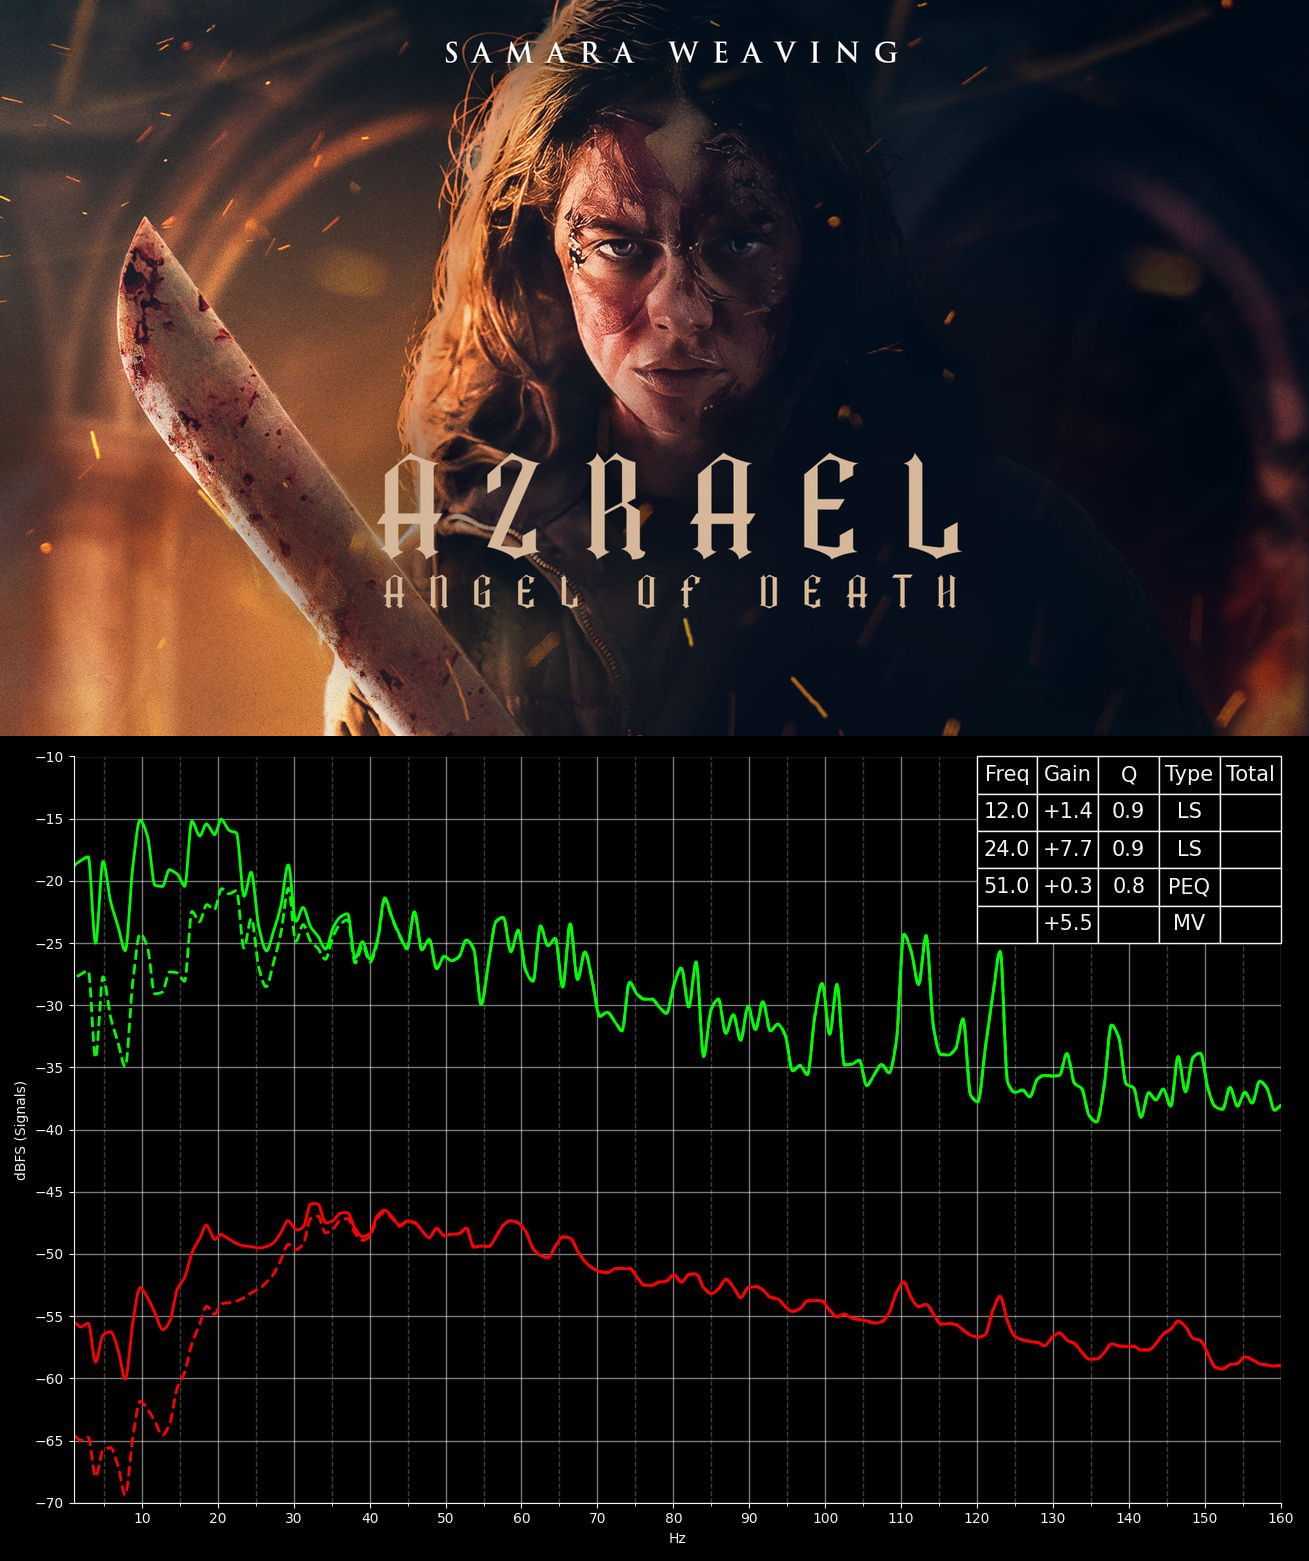 SAMARA WEAVING
AZRAEL
ANGEL OF DEATH
Freq Gain Q Type Total
12.0 +1.4 0.9 LS
24.0 +7.7 0.9 LS
51.0 +0.3 0.8 PEQ
+5.5 MV
−10
−15
−20
−25
−30
−35
−40
−45
−50
−55
−60
−65
−70
dBFS (Signals)
10 20 30 40 50 60 70 80 90 100 110 120 130 140 150 160
Hz